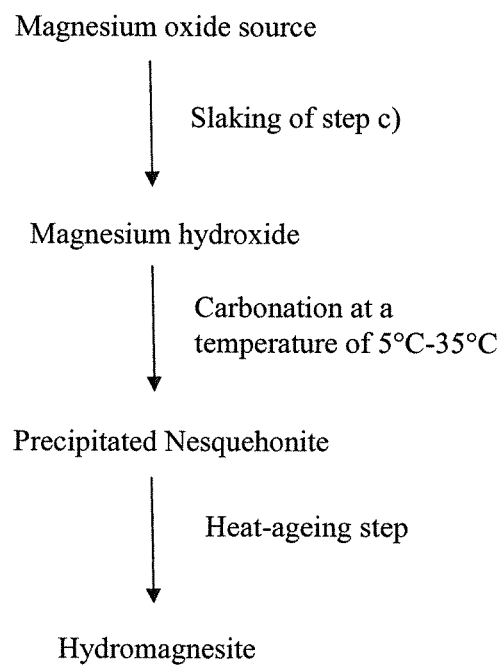 Magnesium oxide source
Slaking of step c)
Magnesium hydroxide
Carbonation at a
temperature of 5°C-35°C
Precipitated Nesquehonite
Heat-ageing step
Hydromagnesite